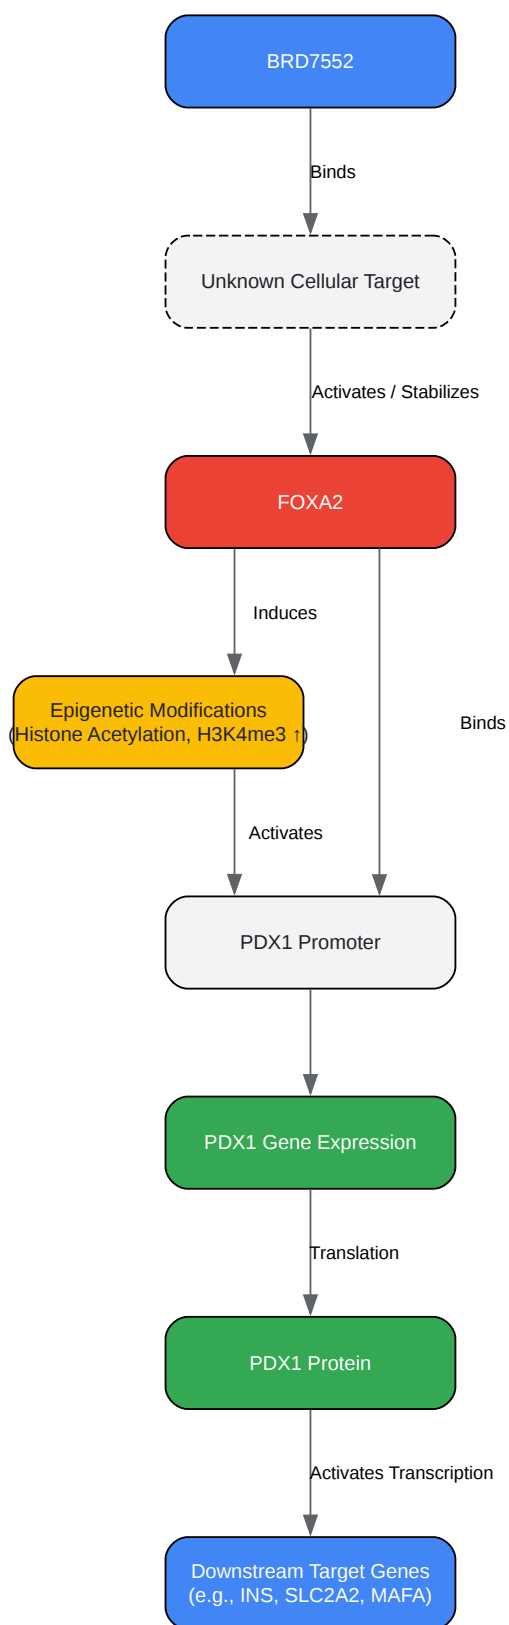 BRD7552
Binds
Unknown Cellular Target
Activates / Stabilizes
FOXA2
Induces
Epigenetic Modifications
(Histone Acetylation, H3K4me3 ↑)
Binds
Activates
PDX1 Promoter
PDX1 Gene Expression
Translation
PDX1 Protein
Activates Transcription
Downstream Target Genes
(e.g., INS, SLC2A2, MAFA)